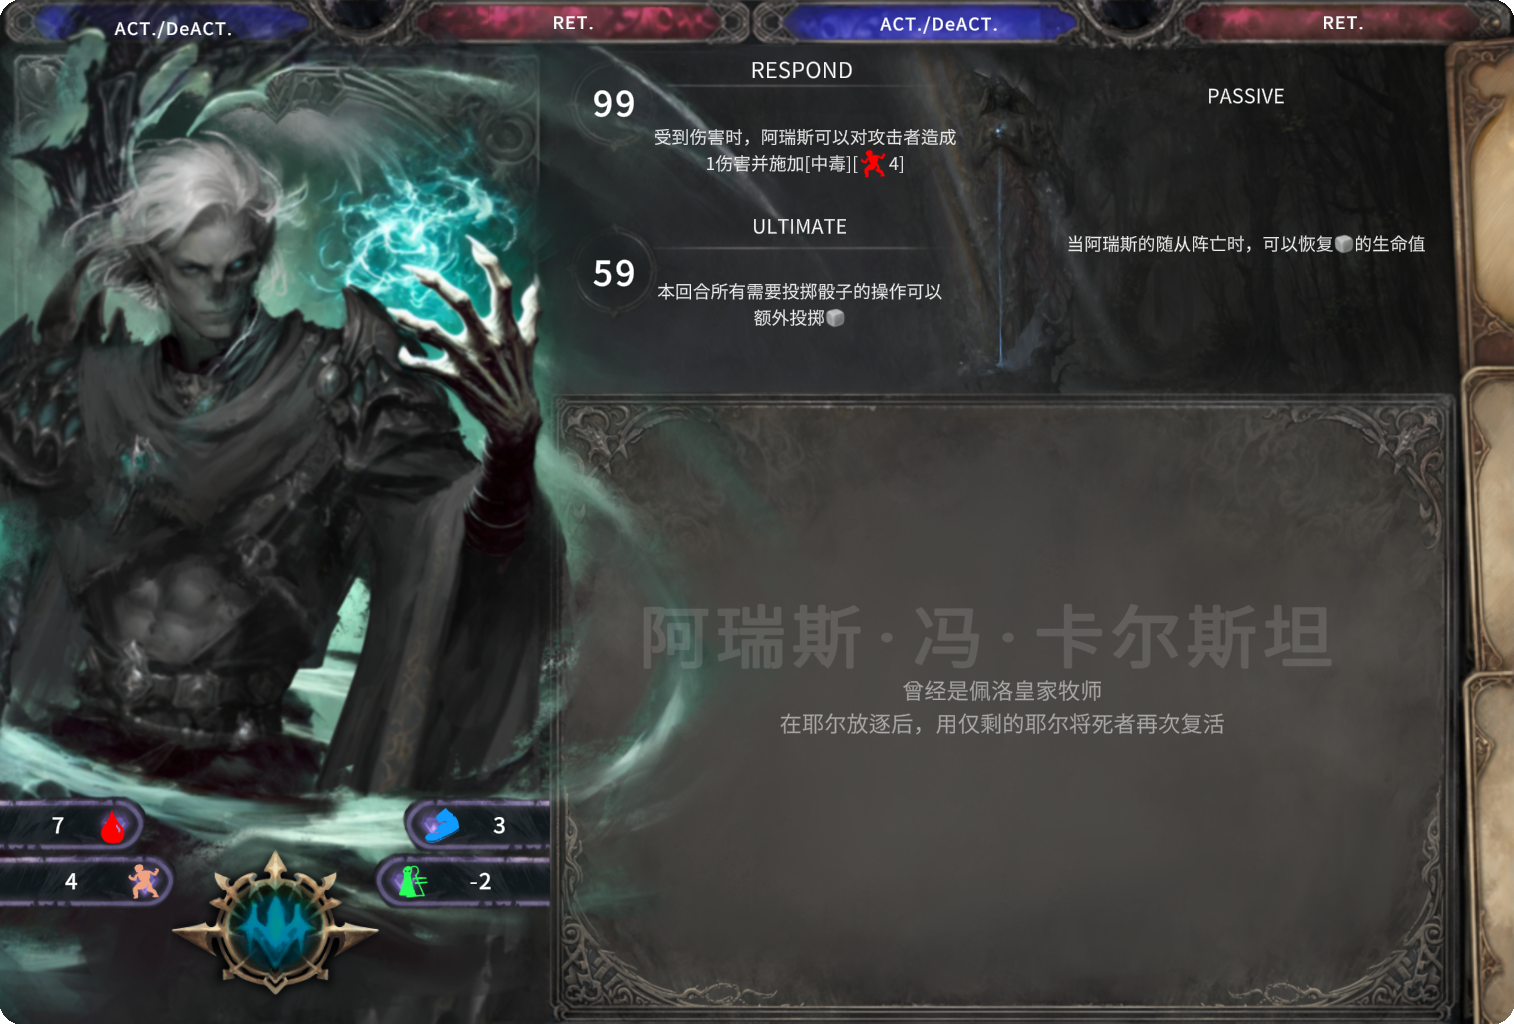 ACT./DeACT.
RET.
ACT./DeACT.
RET.
RESPOND
99
受到伤害时，阿瑞斯可以对攻击者造成
1伤害并施加[中毒][4]
ULTIMATE
59
本回合所有需要投掷骰子的操作可以
额外投掷
PASSIVE
当阿瑞斯的随从阵亡时，可以恢复的生命值
阿瑞斯·冯·卡尔斯坦
曾经是佩洛皇家牧师
在耶尔放逐后，用仅剩的耶尔将死者再次复活
7
3
4
-2